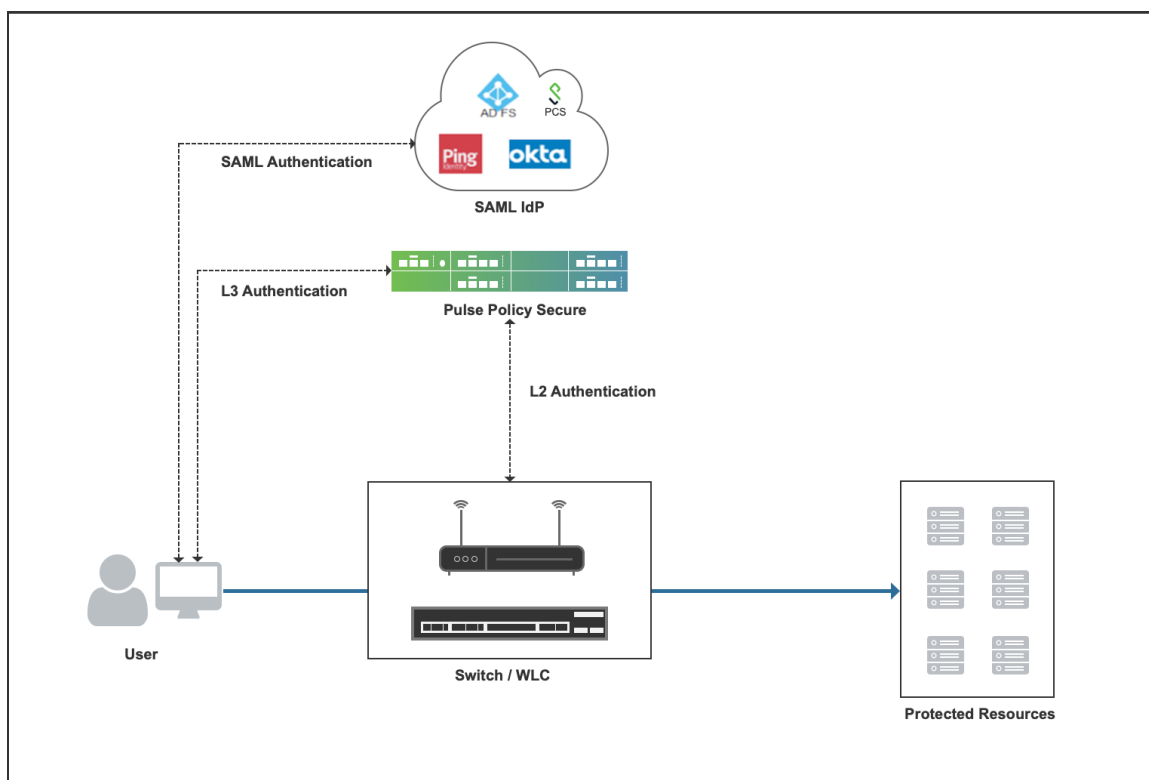 AD FS
PCS
Ping
Identity
okta
SAML Authentication
SAML IdP
L3 Authentication
Pulse Policy Secure
L2 Authentication
User
Switch / WLC
Protected Resources